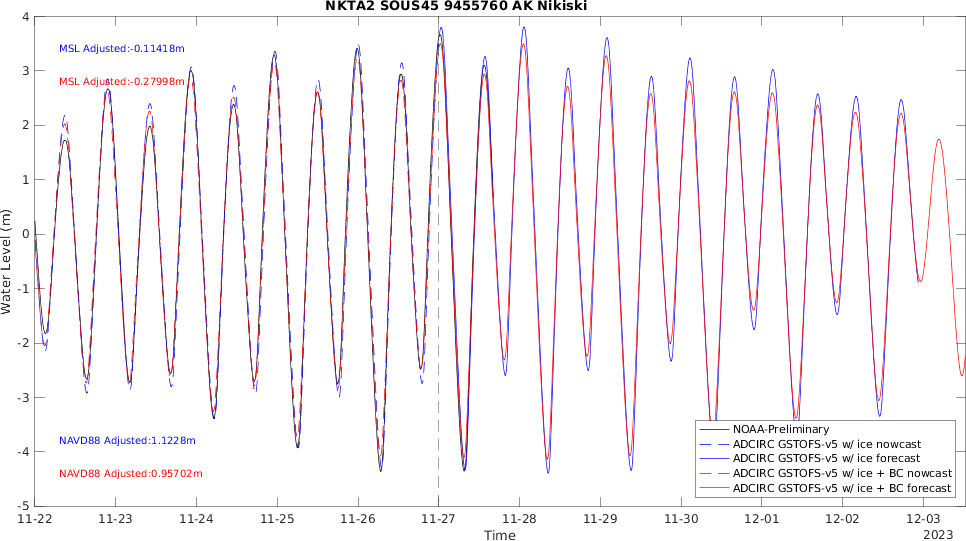 NKTA2 SOUS45 9455760 AK Nikiski
4
3
2
1
0
-1
-2
-3
-4
-5
Water Level (m)
MSL Adjusted:-0.11418m
MSL Adjusted:-0.27998m
NAVD88 Adjusted:1.1228m
NAVD88 Adjusted:0.95702m
NOAA-Preliminary
ADCIRC GSTOFS-v5 w/ ice nowcast
ADCIRC GSTOFS-v5 w/ ice forecast
ADCIRC GSTOFS-v5 w/ ice + BC nowcast
ADCIRC GSTOFS-v5 w/ ice + BC forecast
11-22 11-23 11-24 11-25 11-26 11-27 11-28 11-29 11-30 12-01 12-02 12-03
Time
2023